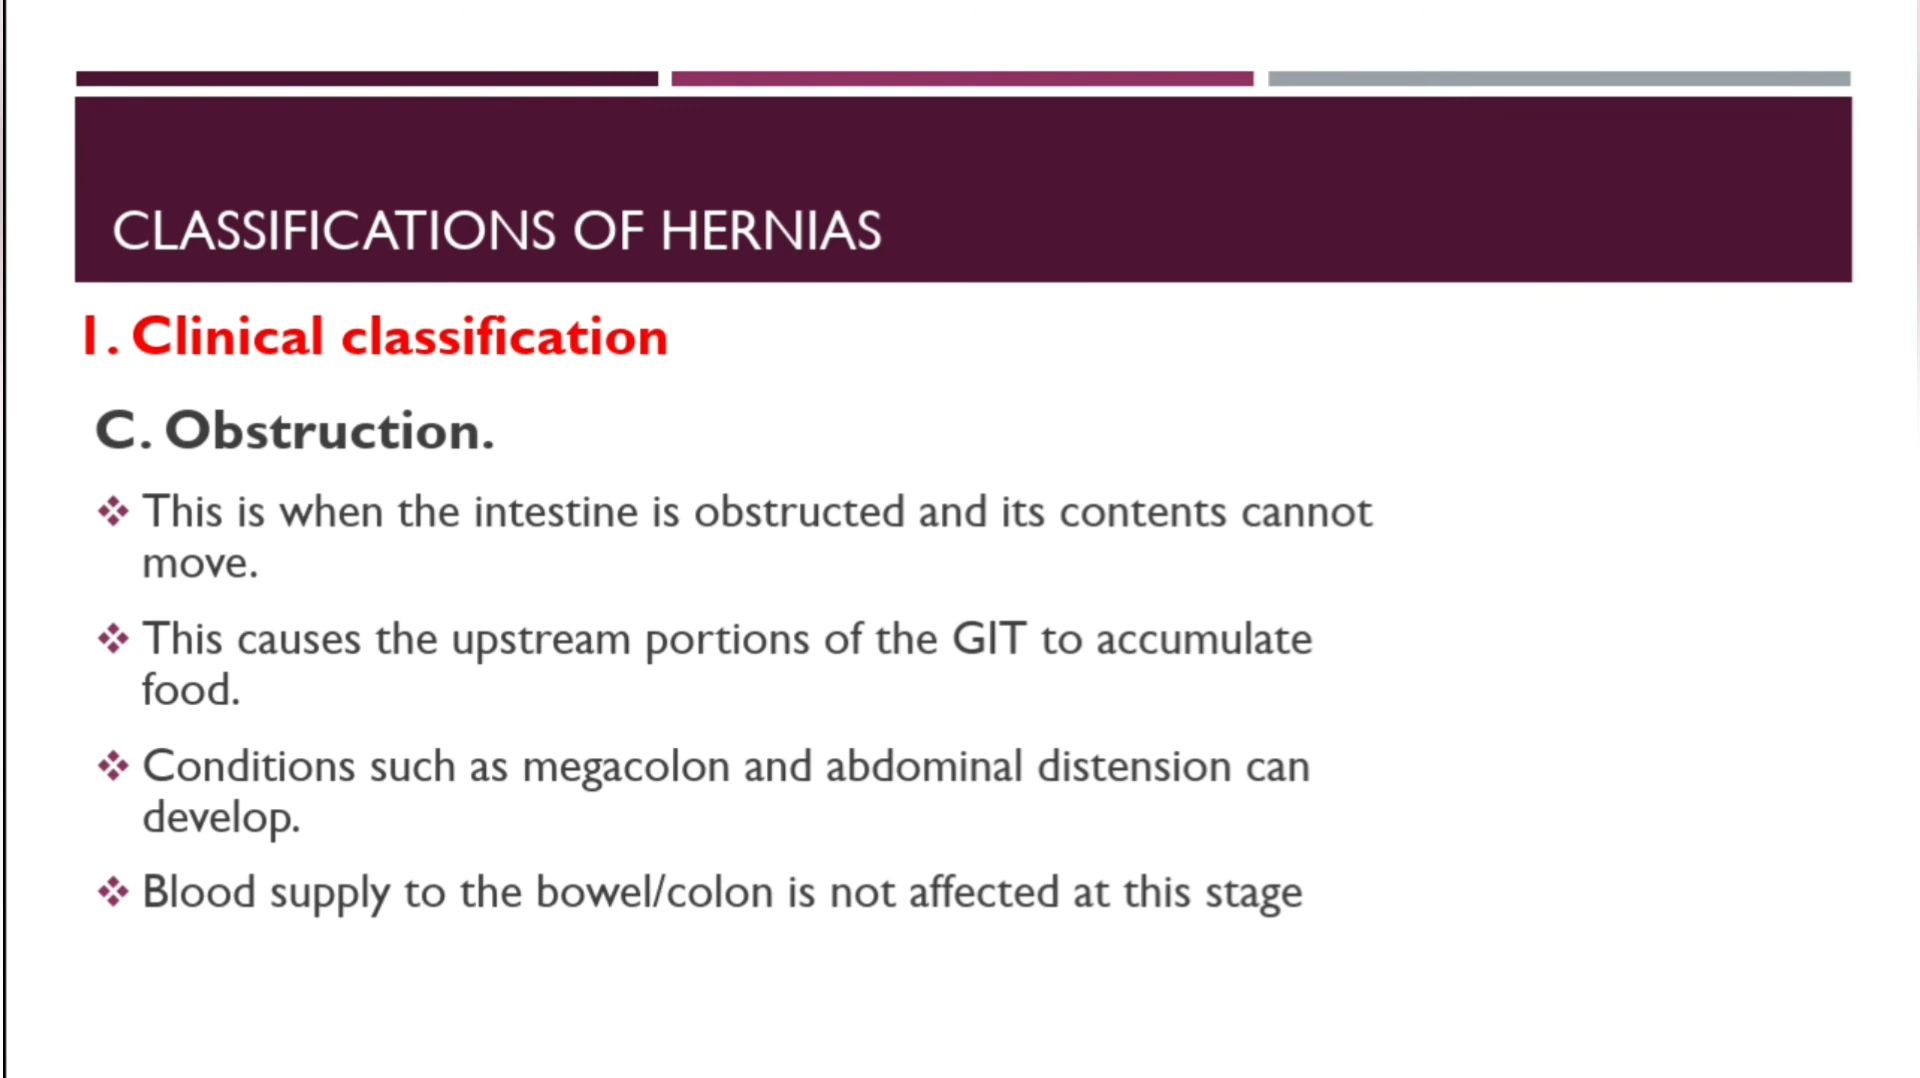 CLASSIFICATIONS OF HERNIAS
1. Clinical classification
C. Obstruction.
❖ This is when the intestine is obstructed and its contents cannot
move.
❖ This causes the upstream portions of the GIT to accumulate
food.
❖ Conditions such as megacolon and abdominal distension can
develop.
❖ Blood supply to the bowel/colon is not affected at this stage